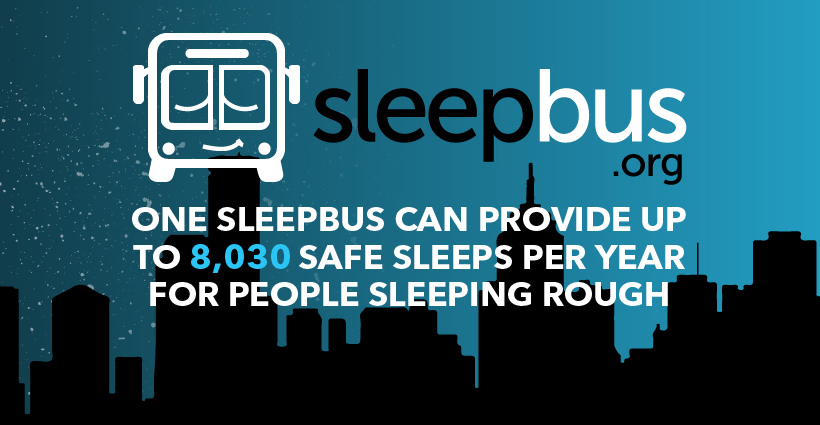 sleepbus
.org
ONE SLEEPBUS CAN PROVIDE UP
TO 8,030 SAFE SLEEPS PER YEAR
FOR PEOPLE SLEEPING ROUGH